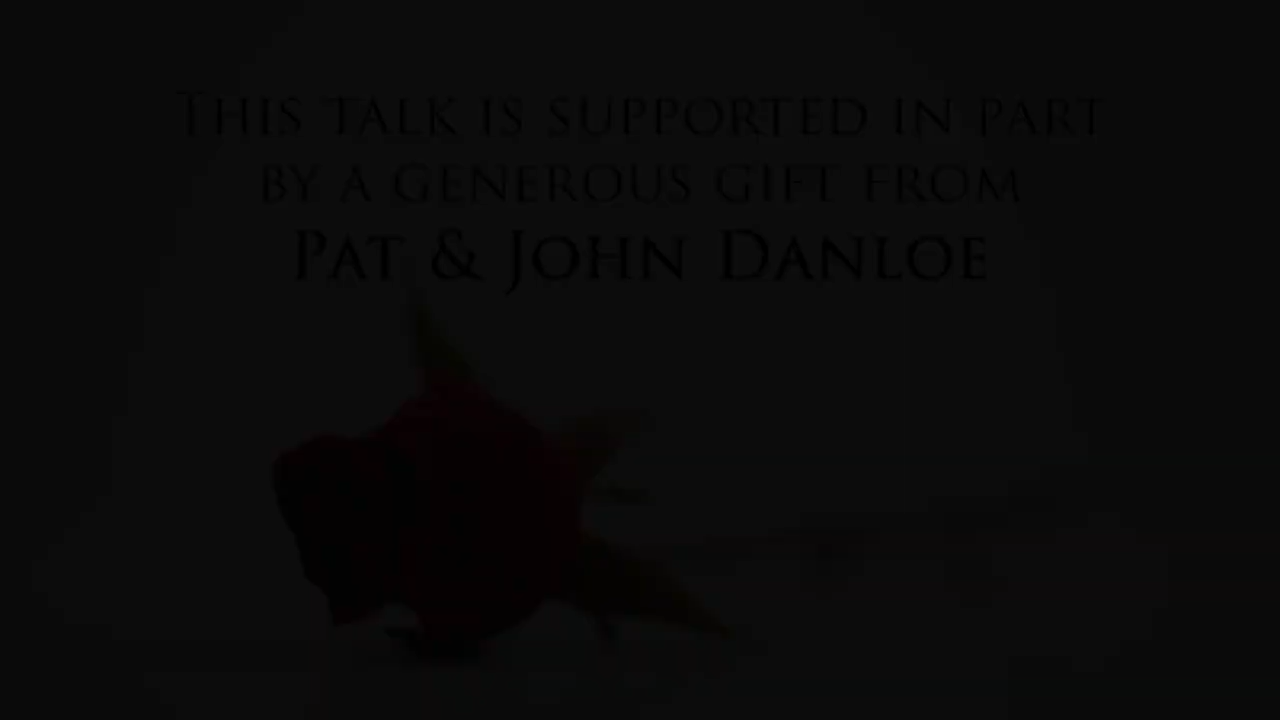 THIS TALK IS SUPPORTED IN PART
BY A GENEROUS GIFT FROM
PAT & JOHN DANLOE